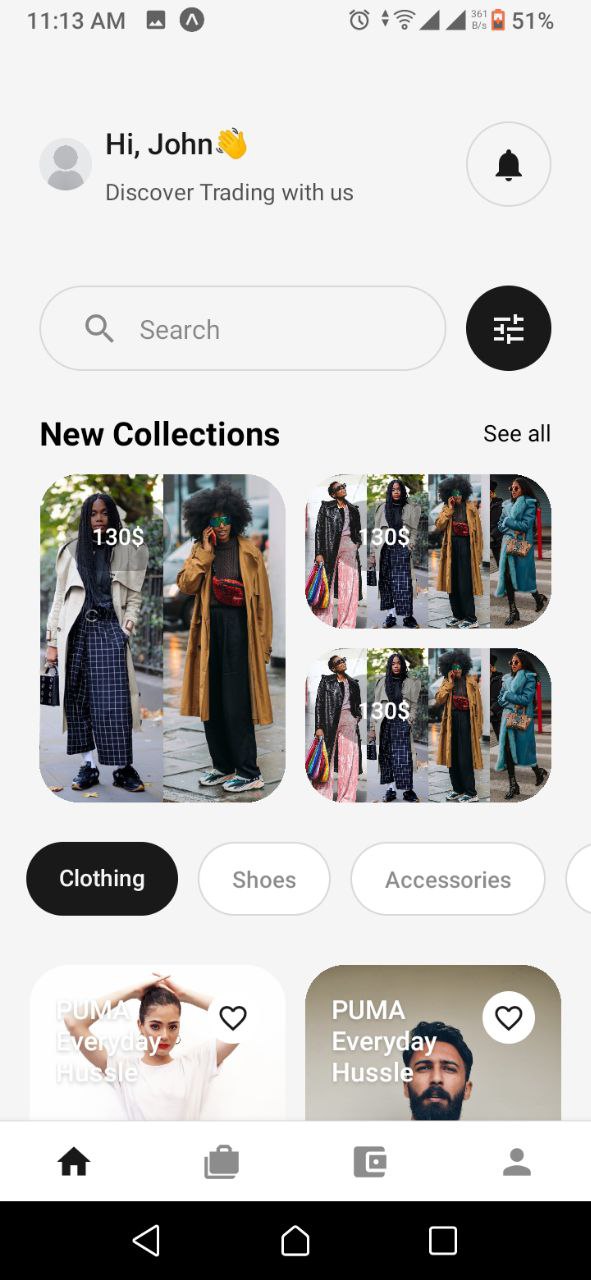 11:13 AM
361
B/s
51%
Hi, John👋
Discover Trading with us
Search
New Collections
See all
130$
130$
130$
Clothing
Shoes
Accessories
PUMA
Everyday
Hussle
PUMA
Everyday
Hussle